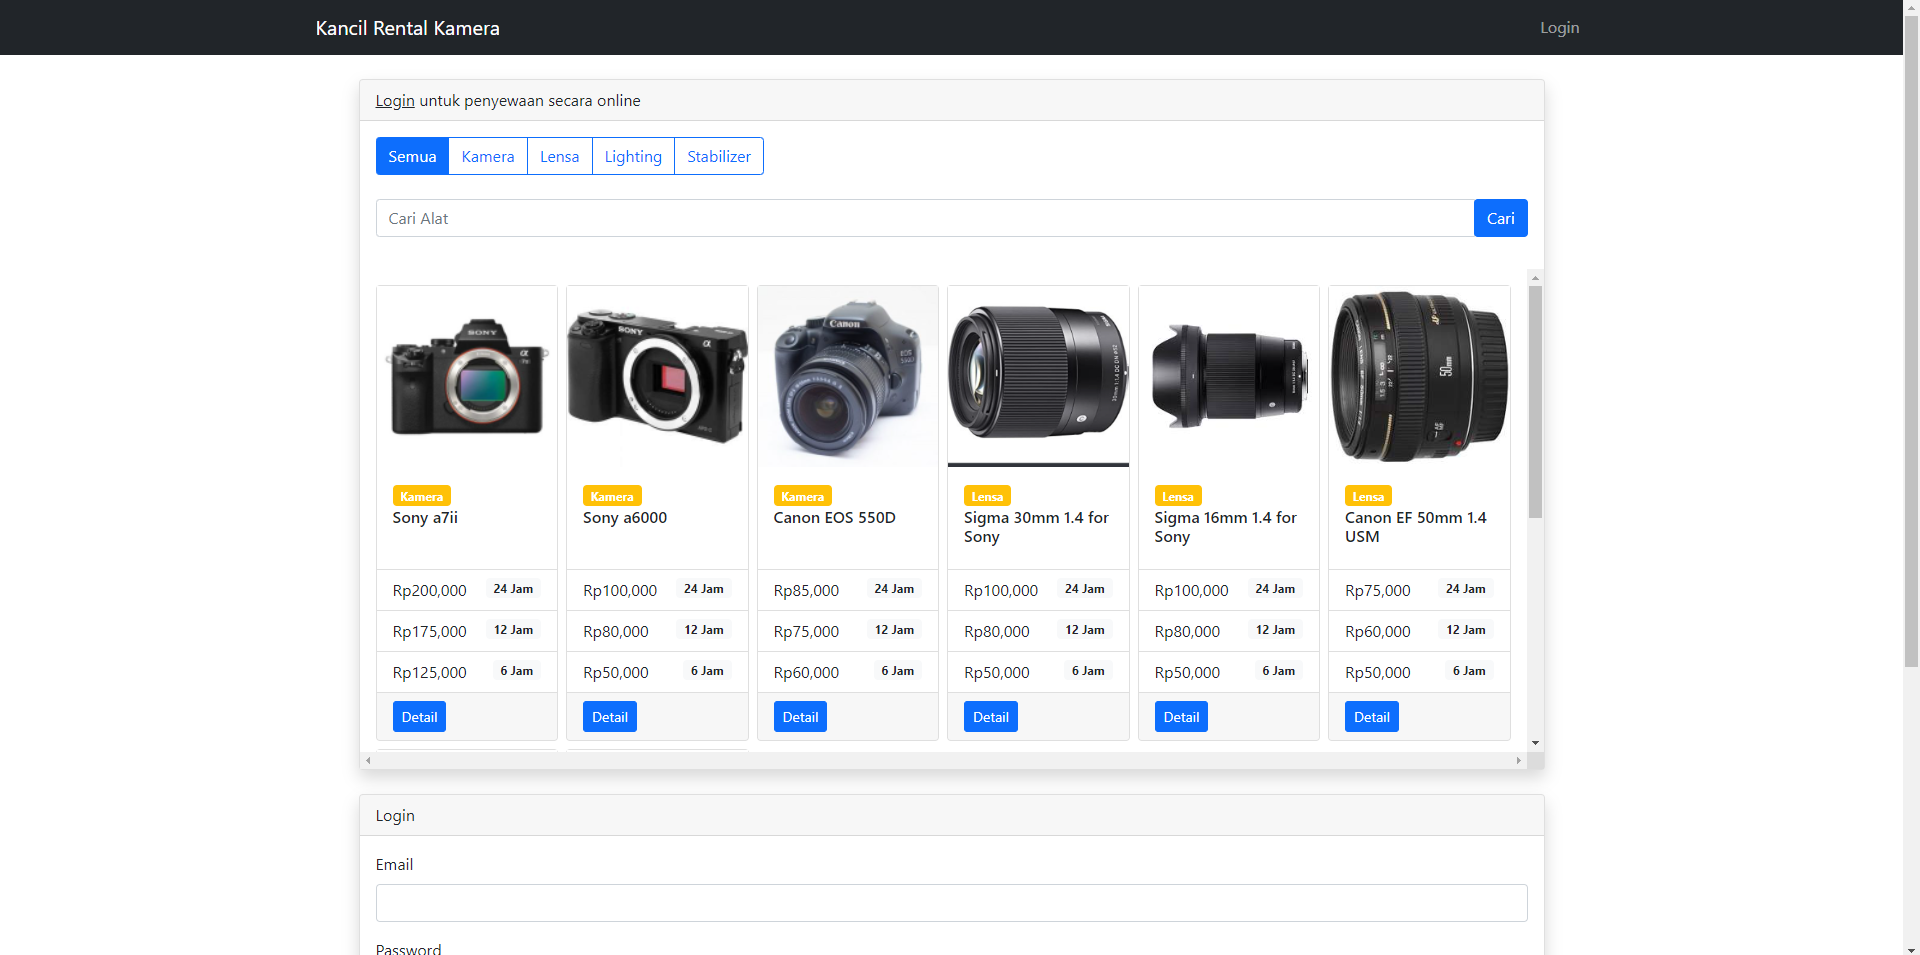 Kancil Rental Kamera
Login
Login untuk penyewaan secara online
Semua
Kamera
Lensa
Lighting
Stabilizer
Cari Alat
Cari
SONY
Kamera
Sony a7ii
Rp200,000 24 Jam
Rp175,000 12 Jam
Rp125,000 6 Jam
Detail
SONY
Kamera
Sony a6000
Rp100,000 24 Jam
Rp80,000 12 Jam
Rp50,000 6 Jam
Detail
Canon
EOS
Kamera
Canon EOS 550D
Rp85,000 24 Jam
Rp75,000 12 Jam
Rp60,000 6 Jam
Detail
Lensa
Sigma 30mm 1.4 for
Sony
Rp100,000 24 Jam
Rp80,000 12 Jam
Rp50,000 6 Jam
Detail
Lensa
Sigma 16mm 1.4 for
Sony
Rp100,000 24 Jam
Rp80,000 12 Jam
Rp50,000 6 Jam
Detail
50mm
Lensa
Canon EF 50mm 1.4
USM
Rp75,000 24 Jam
Rp60,000 12 Jam
Rp50,000 6 Jam
Detail
Login
Email
Password